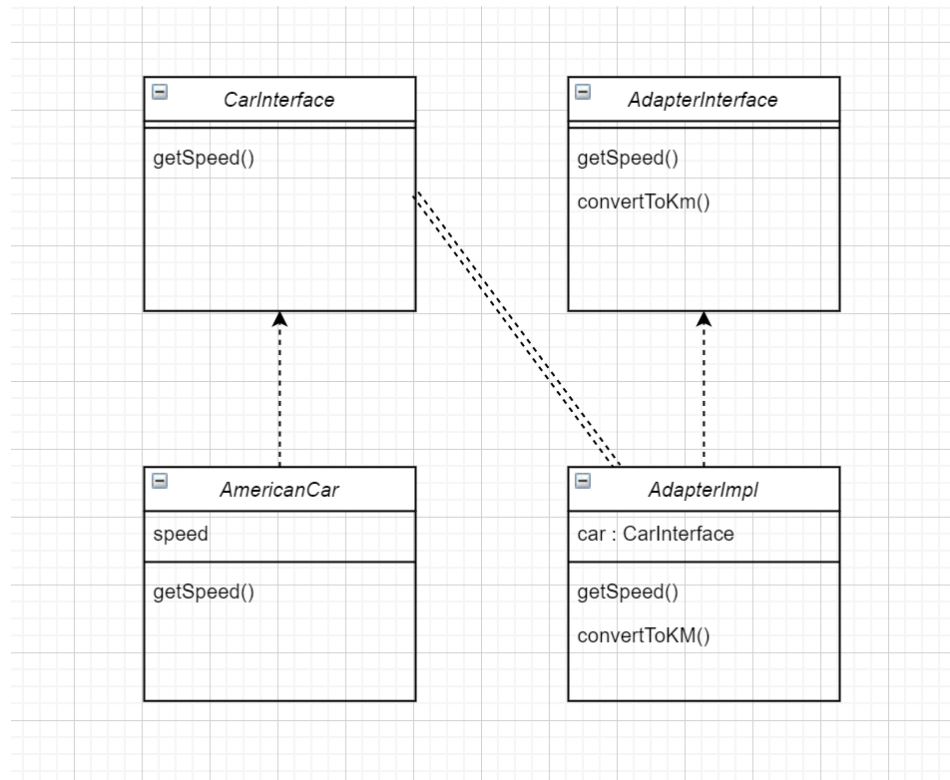 CarInterface
getSpeed()
AdapterInterface
getSpeed()
convertToKm()
AmericanCar
speed
getSpeed()
AdapterImpl
car : CarInterface
getSpeed()
convertToKM()